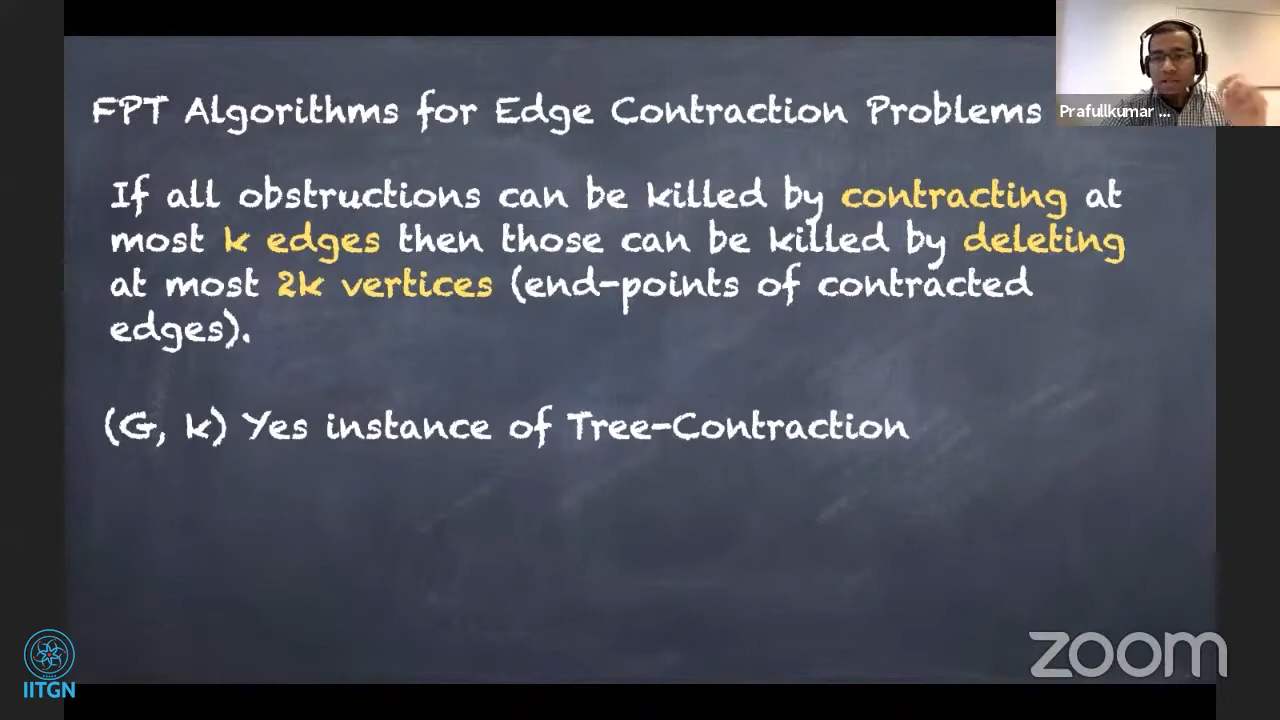 FPT Algorithms for Edge Contraction Problems
Prafullkumar ...
If all obstructions can be killed by contracting at
most k edges then those can be killed by deleting
at most 2k vertices (end-points of contracted
edges).
(G, k) Yes instance of Tree-Contraction
IITGN
zoom